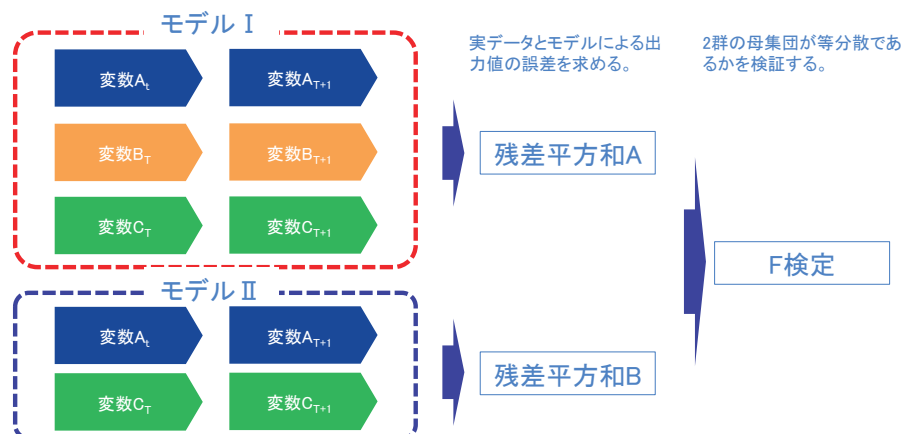 モデルⅠ
変数At
変数AT+1
変数BT
変数BT+1
変数CT
変数CT+1
モデルⅡ
変数At
変数AT+1
変数CT
変数CT+1
実データとモデルによる出
力値の誤差を求める。
残差平方和A
残差平方和B
2群の母集団が等分散であ
るかを検証する。
F検定